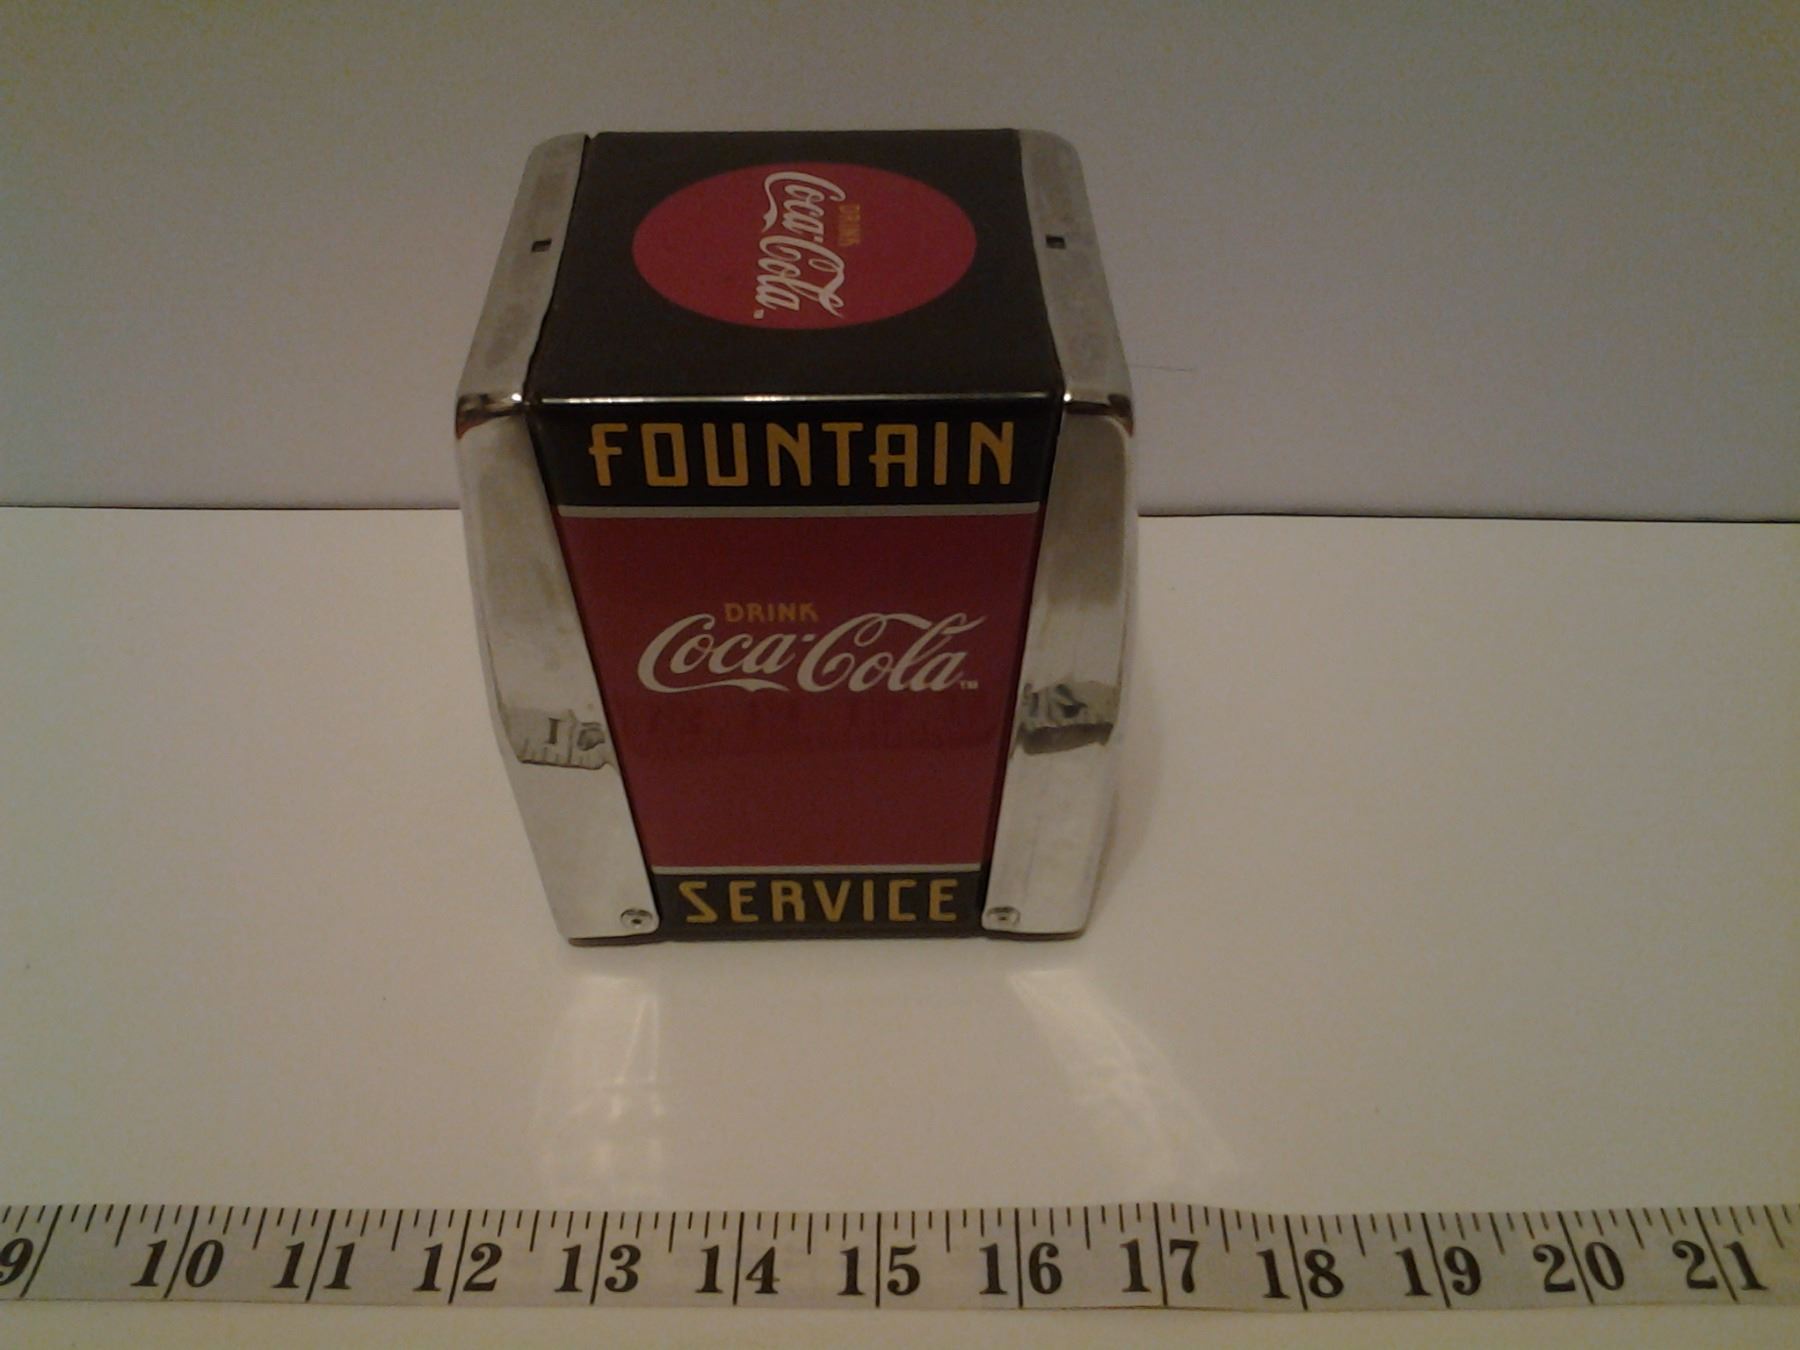 DRINK
Coca-Cola
FOUNTAIN
DRINK
Coca-Cola™
SERVICE
9 10 11 12 13 14 15 16 17 18 19 20 21